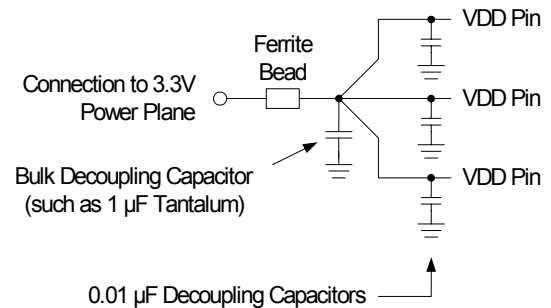 VDD Pin
Ferrite
Bead
Connection to 3.3V
Power Plane
VDD Pin
Bulk Decoupling Capacitor
(such as 1 µF Tantalum)
VDD Pin
0.01 µF Decoupling Capacitors